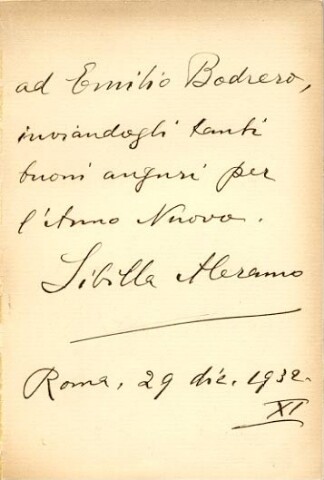 ad Emilio Bodrero,
inviandogli tanti
buoni auguri per
l'Anno Nuovo.
Sibilla Aleramo
Roma, 29 dic. 1932.
XI